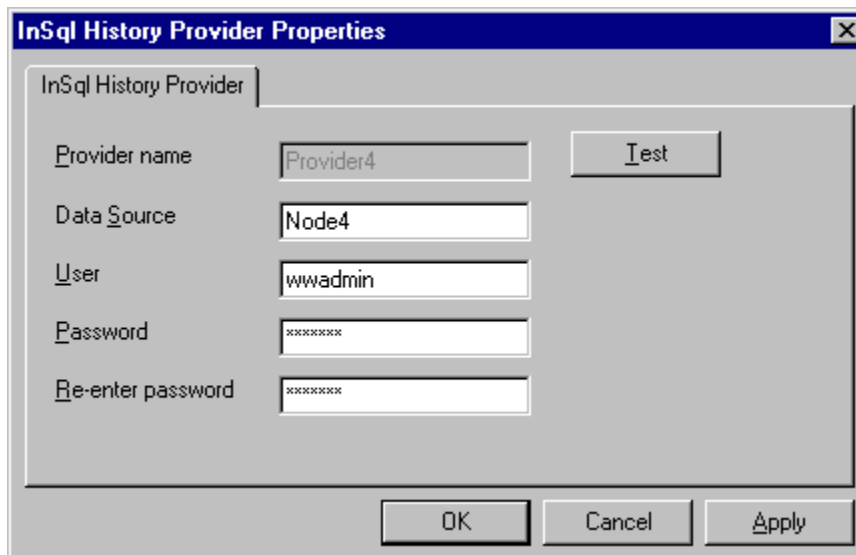 InSql History Provider Properties
InSql History Provider
Provider name Provider4 Test
Data Source Node4
User wwadmin
Password *******
Re-enter password *******
OK Cancel Apply